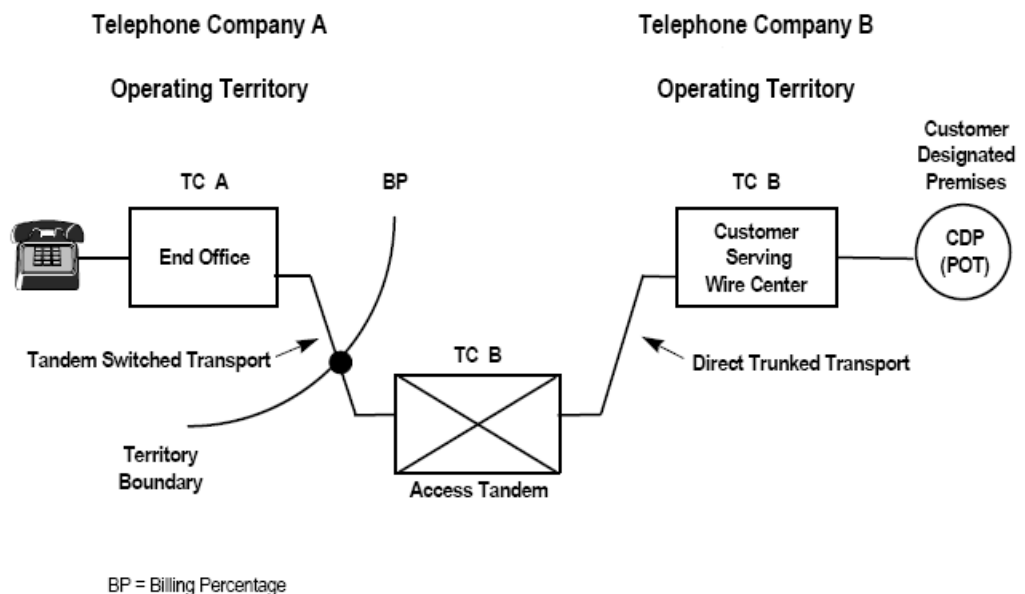 Telephone Company A
Telephone Company B
Operating Territory
Operating Territory
Customer
Designated
Premises
TC A
BP
TC B
End Office
Customer
Serving
Wire Center
CDP
(POT)
Tandem Switched Transport
TC B
Direct Trunked Transport
Territory
Boundary
Access Tandem
BP = Billing Percentage